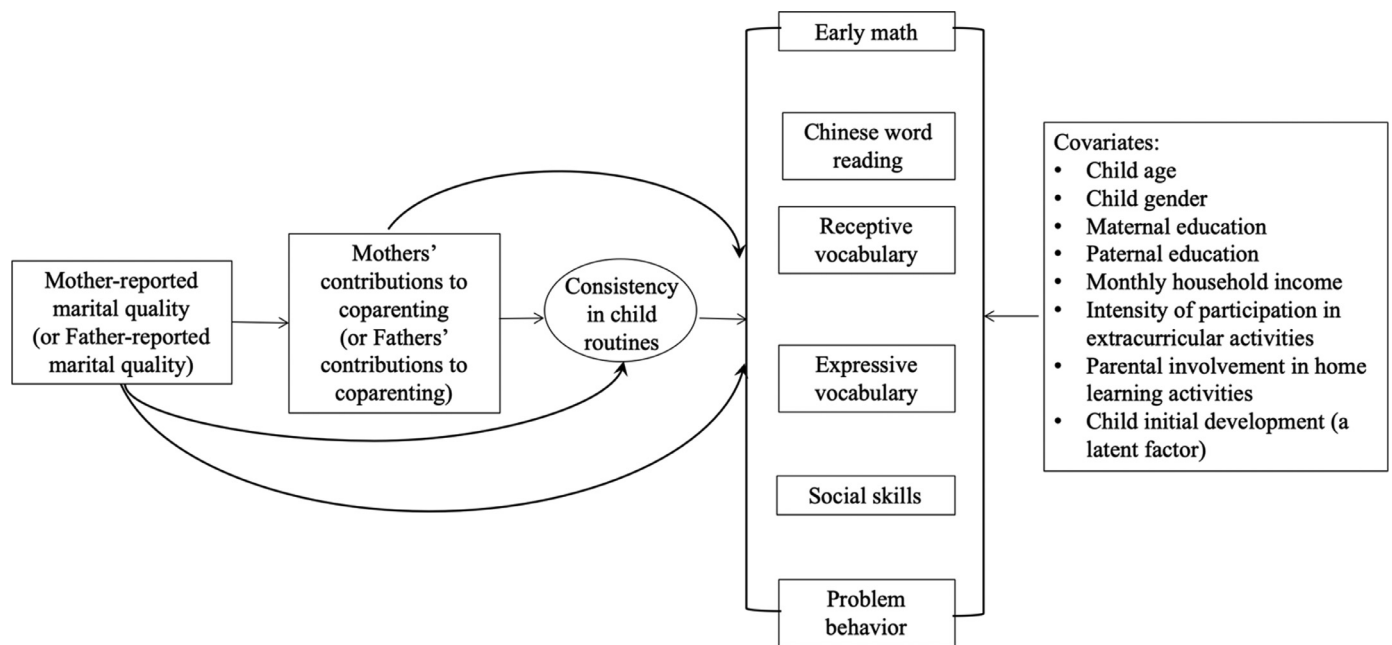 Mother-reported
marital quality
(or Father-reported
marital quality)
Mothers’
contributions to
coparenting
(or Fathers’
contributions to
coparenting)
Consistency
in child
routines
Early math
Chinese word
reading
Receptive
vocabulary
Expressive
vocabulary
Social skills
Problem
behavior
Covariates:
• Child age
• Child gender
• Maternal education
• Paternal education
• Monthly household income
• Intensity of participation in
extracurricular activities
• Parental involvement in home
learning activities
• Child initial development (a
latent factor)